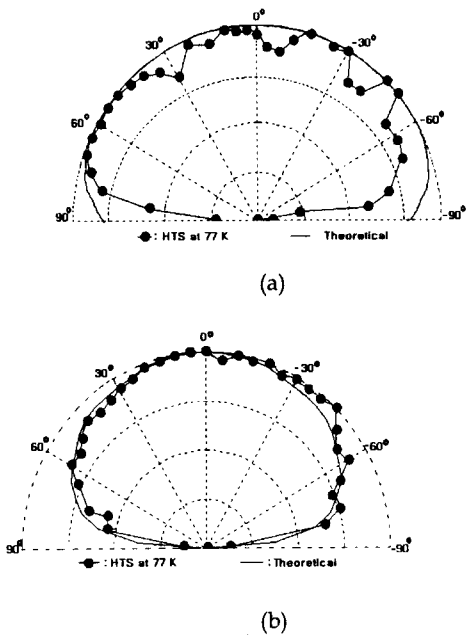 0°
30°
-30°
60°
-60°
90°
-90°
: HTS at 77 K
Theoretical
(a)
0°
30°
-30°
60°
-60°
90°
-90°
: HTS at 77 K
: Theoretical
(b)